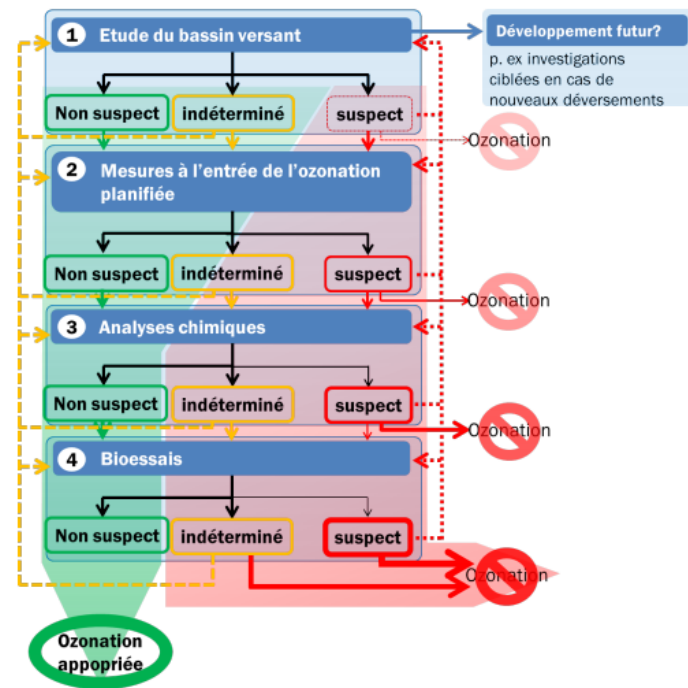 1 Etude du bassin versant
Développement futur?
p. ex investigations
ciblées en cas de
nouveaux déversements
Non suspect
indéterminé
suspect
Ozonation
2 Mesures à l'entrée de l'ozonation
planifiée
Non suspect
indéterminé
suspect
Ozonation
3 Analyses chimiques
Non suspect
indéterminé
suspect
Ozonation
4 Bioessais
Non suspect
indéterminé
suspect
Ozonation
Ozonation
appopriée